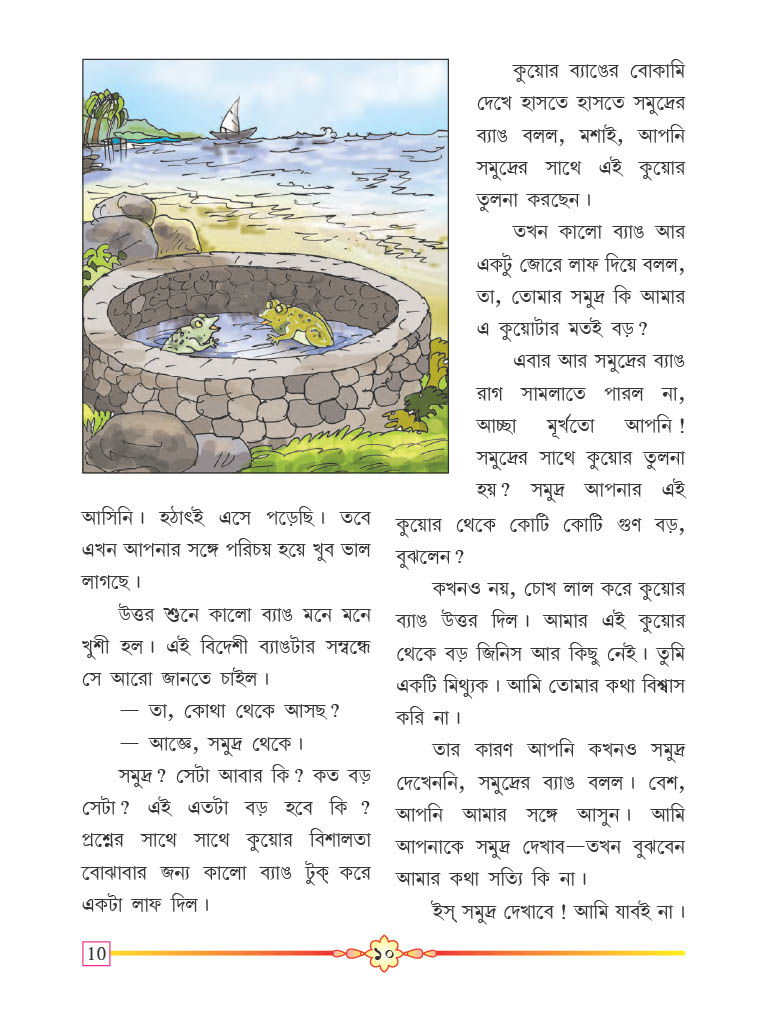 আসিনি। হঠাৎই এসে পড়েছি। তবে
এখন আপনার সঙ্গে পরিচয় হয়ে খুব ভাল
লাগছে।
উত্তর শুনে কালো ব্যাঙ মনে মনে
খুশী হল। এই বিদেশী ব্যাঙটার সম্বন্ধে
সে আরো জানতে চাইল।
— তা, কোথা থেকে আসছ?
— আজ্ঞে, সমুদ্র থেকে।
সমুদ্র? সেটা আবার কি? কত বড়
সেটা? এই এতটা বড় হবে কি ?
প্রশ্নের সাথে সাথে কুয়োর বিশালতা
বোঝাবার জন্য কালো ব্যাঙ টুক্ করে
একটা লাফ দিল।
কুয়োর ব্যাঙের বোকামি
দেখে হাসতে হাসতে সমুদ্রের
ব্যাঙ বলল, মশাই, আপনি
সমুদ্রের সাথে এই কুয়োর
তুলনা করছেন।
তখন কালো ব্যাঙ আর
একটু জোরে লাফ দিয়ে বলল,
তা, তোমার সমুদ্র কি আমার
এ কুয়োটার মতই বড়?
এবার আর সমুদ্রের ব্যাঙ
রাগ সামলাতে পারল না,
আচ্ছা মূর্খতো আপনি!
সমুদ্রের সাথে কুয়োর তুলনা
হয়? সমুদ্র আপনার এই
কুয়োর থেকে কোটি কোটি গুণ বড়,
বুঝলেন?
কখনও নয়, চোখ লাল করে কুয়োর
ব্যাঙ উত্তর দিল। আমার এই কুয়োর
থেকে বড় জিনিস আর কিছু নেই। তুমি
একটি মিথ্যুক। আমি তোমার কথা বিশ্বাস
করি না।
তার কারণ আপনি কখনও সমুদ্র
দেখেননি, সমুদ্রের ব্যাঙ বলল। বেশ,
আপনি আমার সঙ্গে আসুন। আমি
আপনাকে সমুদ্র দেখাব—তখন বুঝবেন
আমার কথা সত্যি কি না।
ইস্ সমুদ্র দেখাবে! আমি যাবই না।
10
১০